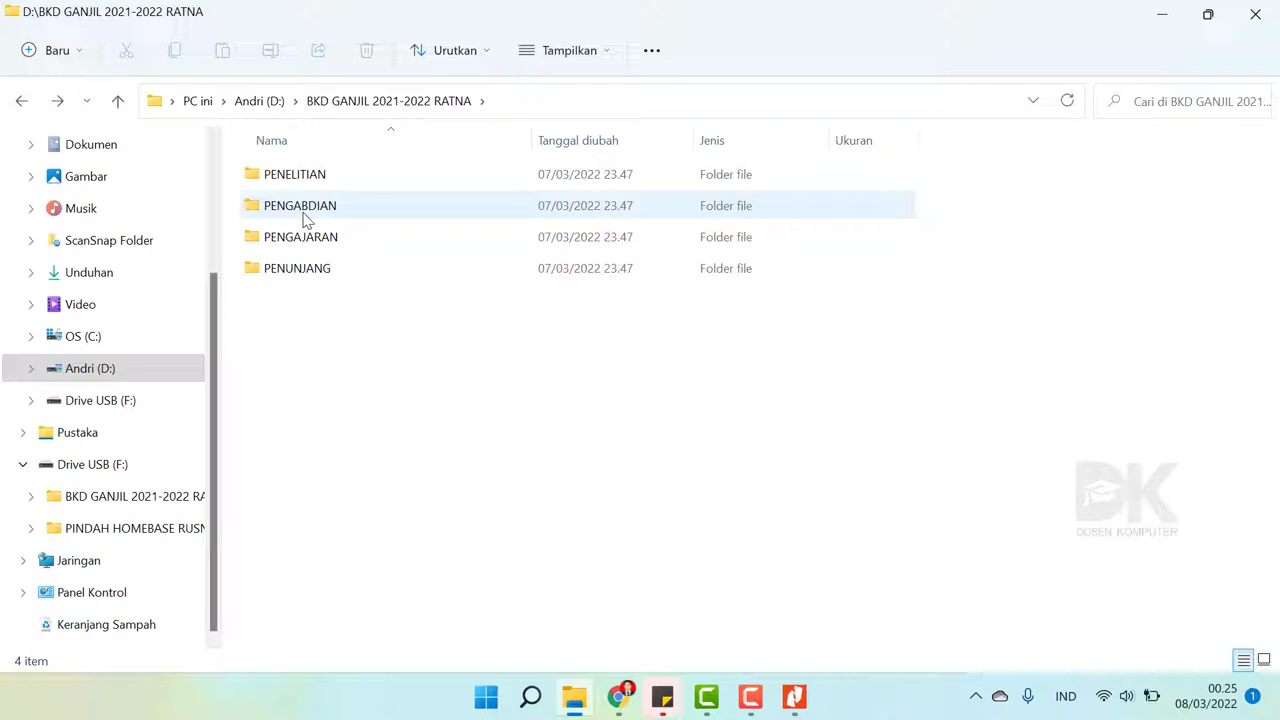 D:\BKD GANJIL 2021-2022 RATNA
Baru
Urutkan
Tampilkan
PC ini
Andri (D:)
BKD GANJIL 2021-2022 RATNA
Cari di BKD GANJIL 2021...
Nama
Tanggal diubah
Jenis
Ukuran
PENELITIAN 07/03/2022 23.47 Folder file
PENGABDIAN 07/03/2022 23.47 Folder file
PENGAJARAN 07/03/2022 23.47 Folder file
PENUNJANG 07/03/2022 23.47 Folder file
Dokumen
Gambar
Musik
ScanSnap Folder
Unduhan
Video
OS (C:)
Andri (D:)
Drive USB (F:)
Pustaka
Drive USB (F:)
BKD GANJIL 2021-2022 RA
PINDAH HOMEBASE RUSN
Jaringan
Panel Kontrol
Keranjang Sampah
DK
DOSEN KOMPUTER
4 item
IND
00.25
08/03/2022
1